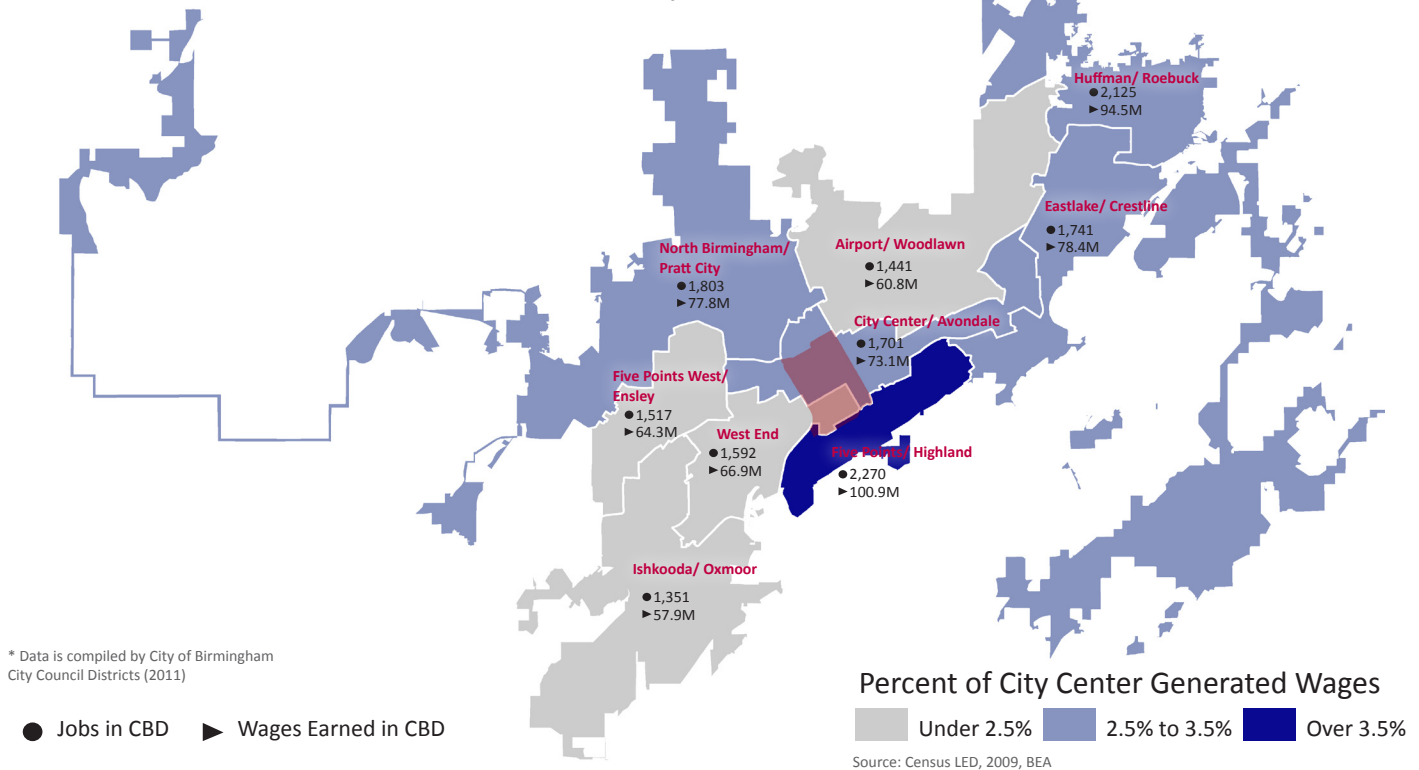 Huffman/ Roebuck
2,125
94.5M
Eastlake/ Crestline
1,741
78.4M
Airport/ Woodlawn
1,441
60.8M
North Birmingham/
Pratt City
1,803
77.8M
City Center/ Avondale
1,701
73.1M
Five Points West/
Ensley
1,517
64.3M
West End
1,592
66.9M
Five Points/ Highland
2,270
100.9M
Ishkooda/ Oxmoor
1,351
57.9M
* Data is compiled by City of Birmingham
City Council Districts (2011)
Jobs in CBD
Wages Earned in CBD
Percent of City Center Generated Wages
Under 2.5%
2.5% to 3.5%
Over 3.5%
Source: Census LED, 2009, BEA